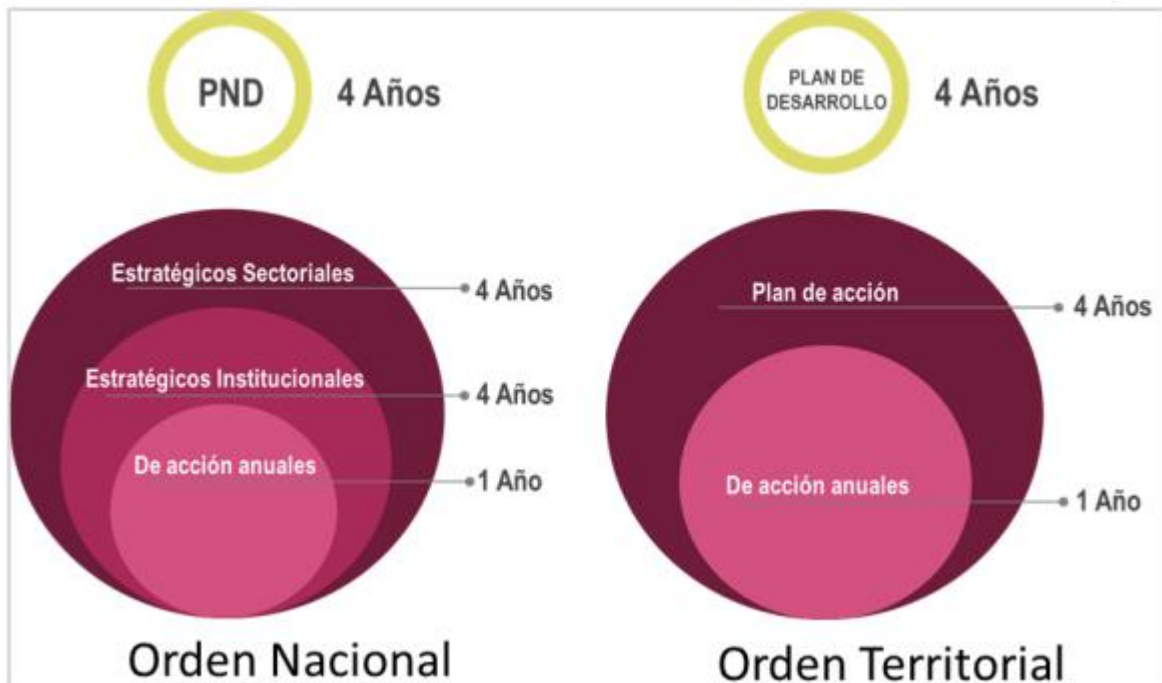 PND
4 Años
Estratégicos Sectoriales
4 Años
Estratégicos Institucionales
4 Años
De acción anuales
1 Año
Orden Nacional
PLAN DE
DESARROLLO
4 Años
Plan de acción
4 Años
De acción anuales
1 Año
Orden Territorial